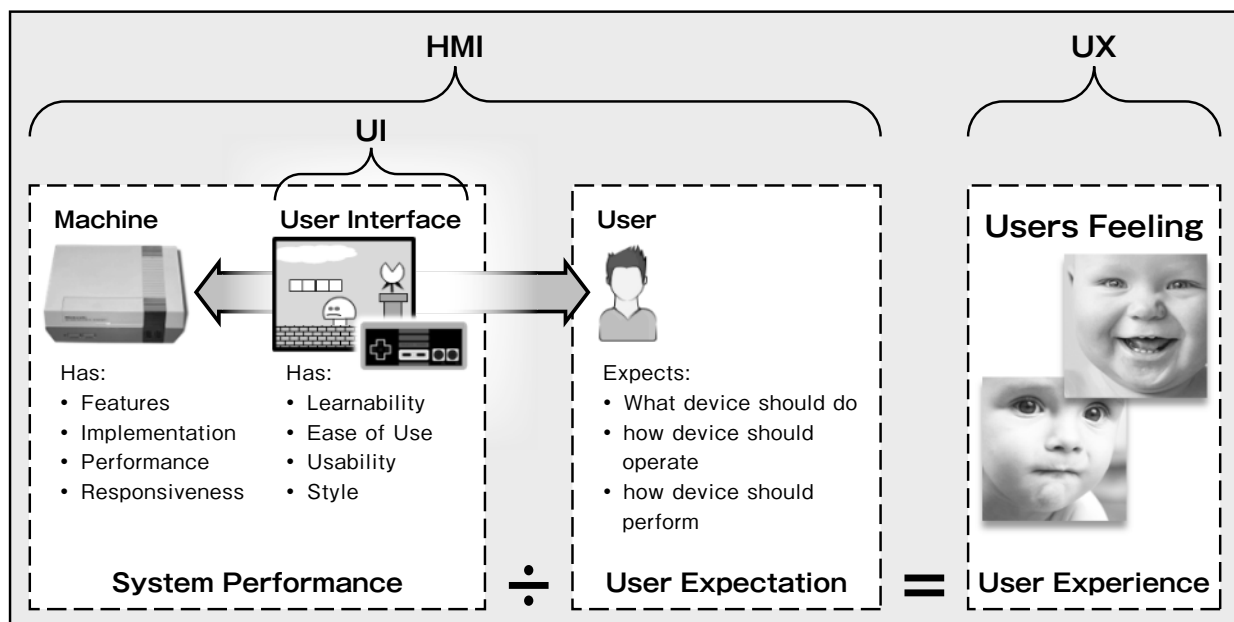 HMI
UX
UI
Machine
User Interface
User
Users Feeling
Has:
• Features
• Implementation
• Performance
• Responsiveness
Has:
• Learnability
• Ease of Use
• Usability
• Style
Expects:
• What device should do
• how device should
operate
• how device should
perform
System Performance
÷
User Expectation
=
User Experience